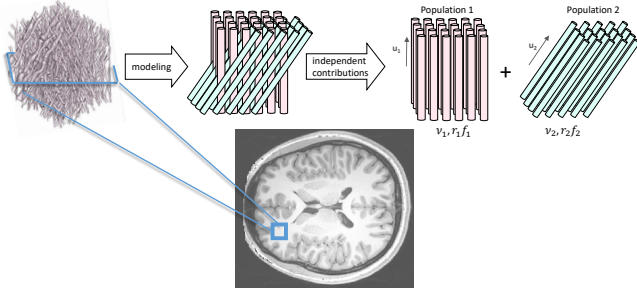 Population 1
Population 2
modeling
independent
contributions
u₁
+
u₂
ν₁, r₁f₁
ν₂, r₂f₂